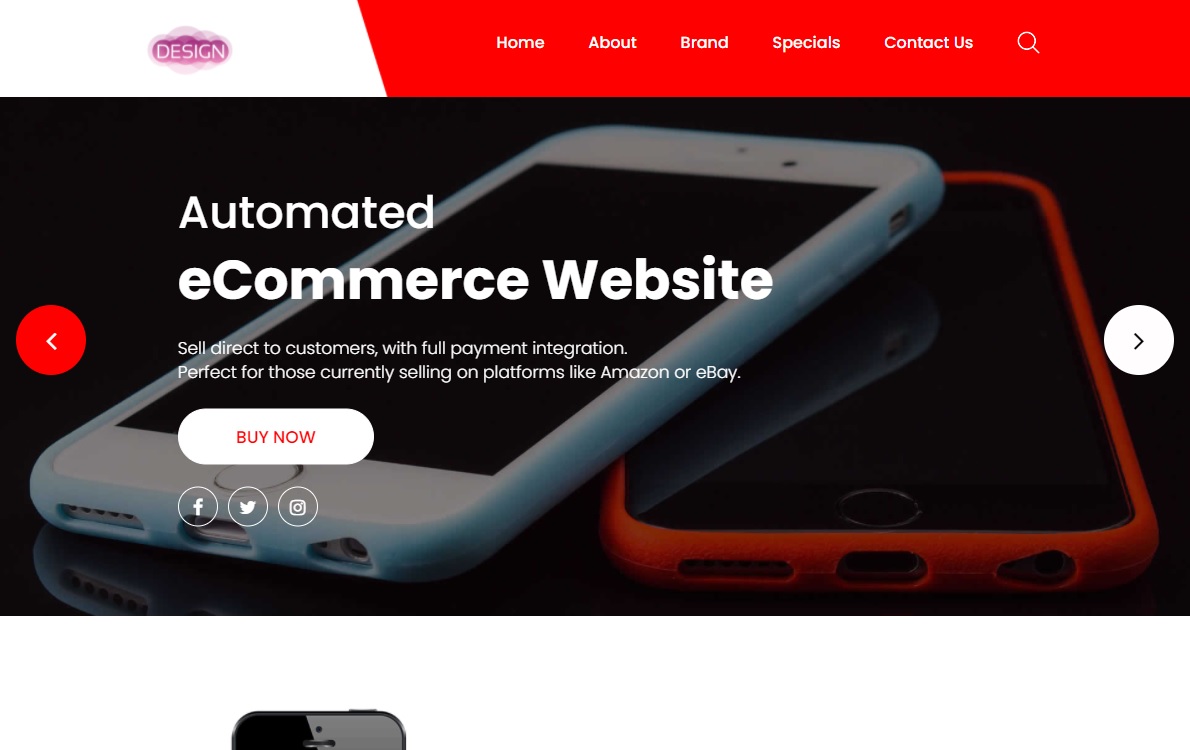 DESIGN
Home About Brand Specials Contact Us
Automated
eCommerce Website
Sell direct to customers, with full payment integration.
Perfect for those currently selling on platforms like Amazon or eBay.
BUY NOW